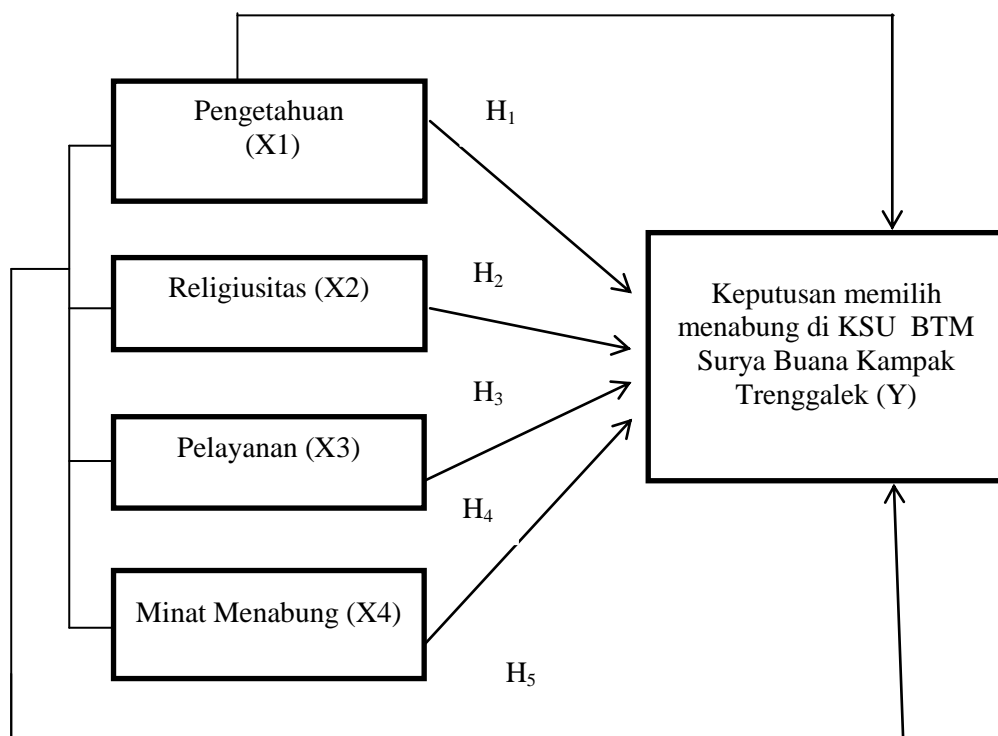 Pengetahuan
(X1)
H₁
Religiusitas (X2)
H₂
Keputusan memilih
menabung di KSU BTM
Surya Buana Kampak
Trenggalek (Y)
H₃
Pelayanan (X3)
H₄
Minat Menabung (X4)
H₅